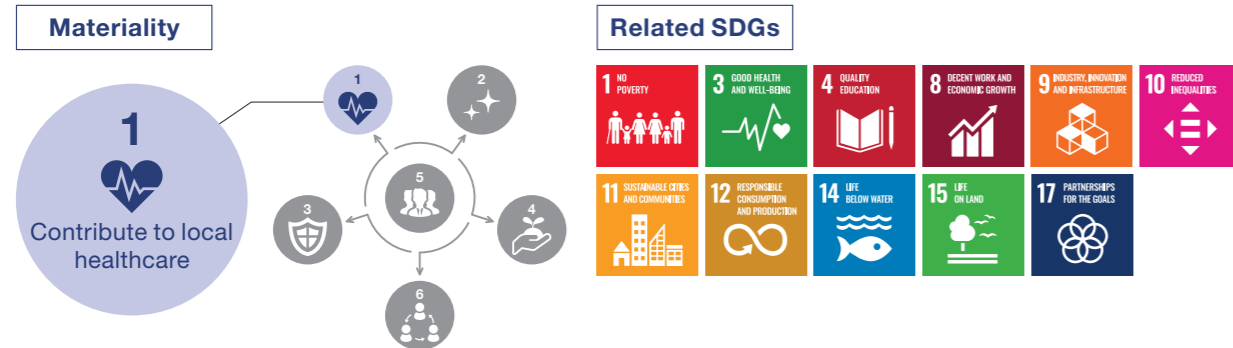 Materiality
1
Contribute to local
healthcare
1
2
3
4
5
6
Related SDGs
1 NO
POVERTY
3 GOOD HEALTH
AND WELL-BEING
4 QUALITY
EDUCATION
8 DECENT WORK AND
ECONOMIC GROWTH
9 INDUSTRY, INNOVATION
AND INFRASTRUCTURE
10 REDUCED
INEQUALITIES
11 SUSTAINABLE CITIES
AND COMMUNITIES
12 RESPONSIBLE
CONSUMPTION
AND PRODUCTION
14 LIFE
BELOW WATER
15 LIFE
ON LAND
17 PARTNERSHIPS
FOR THE GOALS